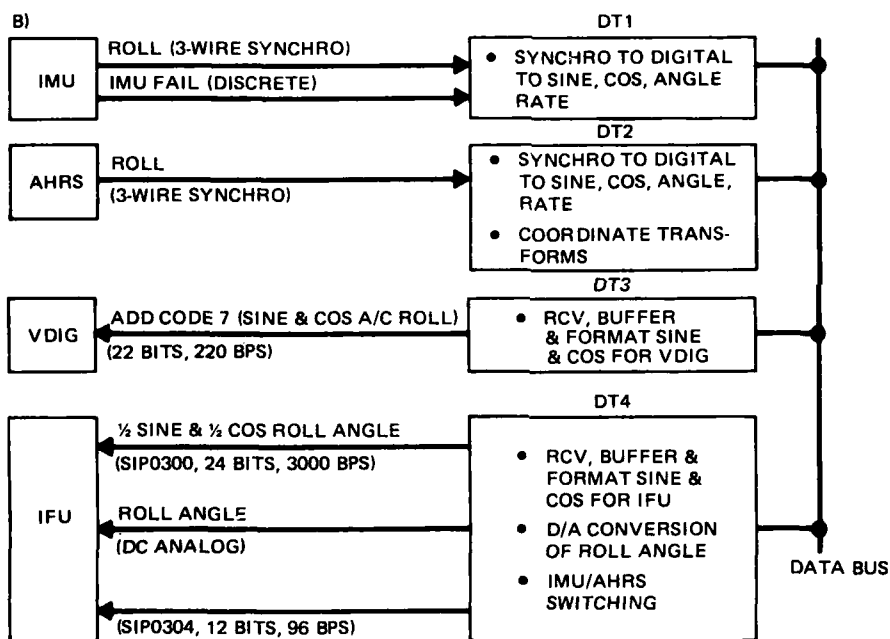 B)
DT1
ROLL (3-WIRE SYNCHRO)
IMU
IMU FAIL (DISCRETE)
• SYNCHRO TO DIGITAL
TO SINE, COS, ANGLE
RATE
DT2
AHRS
ROLL
(3-WIRE SYNCHRO)
• SYNCHRO TO DIGITAL
TO SINE, COS, ANGLE,
RATE
• COORDINATE TRANS-
FORMS
DT3
VDIG
ADD CODE 7 (SINE & COS A/C ROLL)
(22 BITS, 220 BPS)
• RCV, BUFFER
& FORMAT SINE
& COS FOR VDIG
DT4
IFU
½ SINE & ½ COS ROLL ANGLE
(SIP0300, 24 BITS, 3000 BPS)
ROLL ANGLE
(DC ANALOG)
(SIP0304, 12 BITS, 96 BPS)
• RCV, BUFFER &
FORMAT SINE &
COS FOR IFU
• D/A CONVERSION
OF ROLL ANGLE
• IMU/AHRS
SWITCHING
DATA BUS